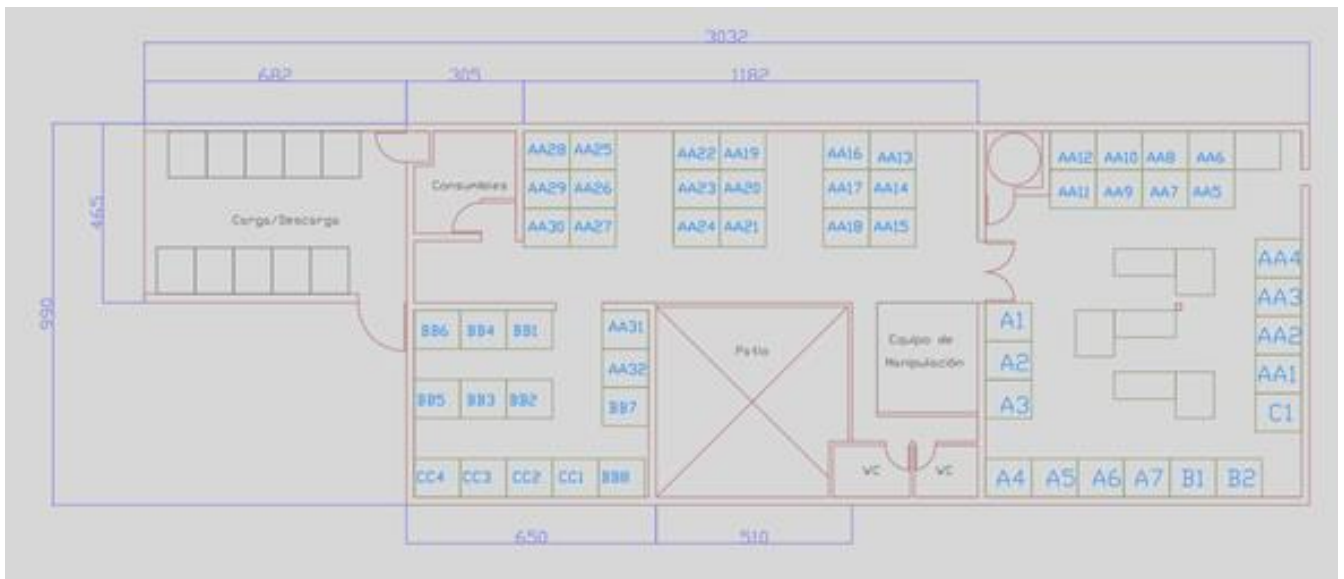 3032
682 305 1182
AA28 AA25 AA22 AA19 AA16 AA13 AA12 AA10 AA8 AA6
Consumibles AA29 AA26 AA23 AA20 AA17 AA14 AA11 AA9 AA7 AA5
465 Carga/Descarga AA30 AA27 AA24 AA21 AA18 AA15
AA4
AA3
990 BB6 BB4 BB1 AA31 A1
Patio Equipo de AA2
Manipulación
AA32 A2 AA1
BB5 BB3 BB2 BB7 A3 C1
CC4 CC3 CC2 CC1 BB8 VC VC A4 A5 A6 A7 B1 B2
650 510